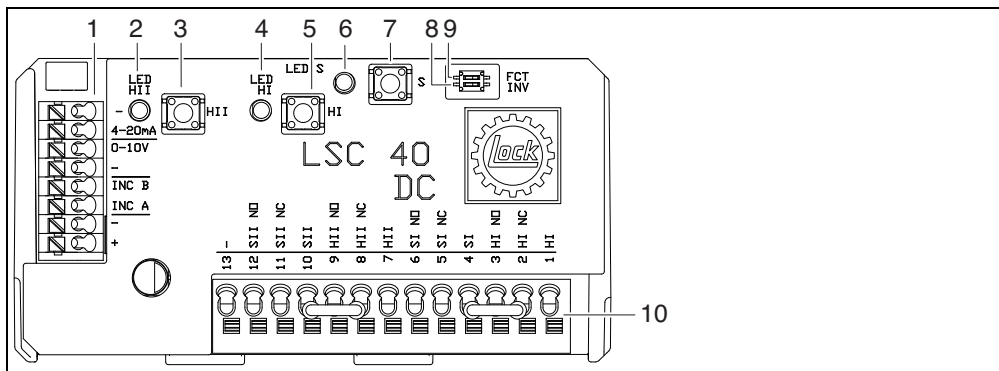 1 2 3 4 5 6 7 8 9
LED HII
HII
LED HI
LED S
HI
S
FCT
INV
-
4-20mA
0-10V
-
INC B
INC A
-
+
LSC 40
DC
Lock
13 -
12 SII NO
11 SII NC
10 SII
9 HII NO
8 HII NC
7 HII
6 SI NO
5 SI NC
4 SI
3 HI NO
2 HI NC
1 HI
10